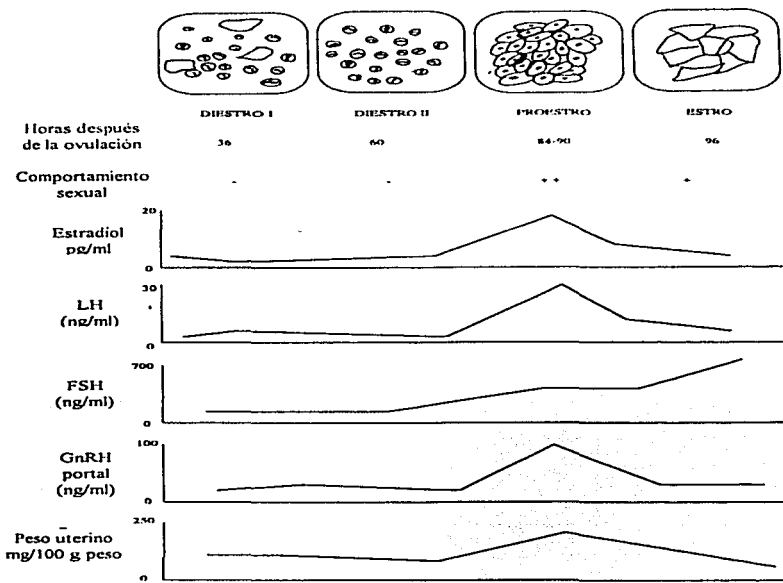 DIESTRO I DIESTRO II PROESTRO ESTRO
Horas después
de la ovulación
36 60 84-90 96
Comportamiento
sexual
- - ++ +
Estradiol
pg/ml
20
0
LH
(ng/ml)
30
0
FSH
(ng/ml)
700
0
GnRH
portal
(ng/ml)
100
0
Peso uterino
mg/100 g peso
250
0